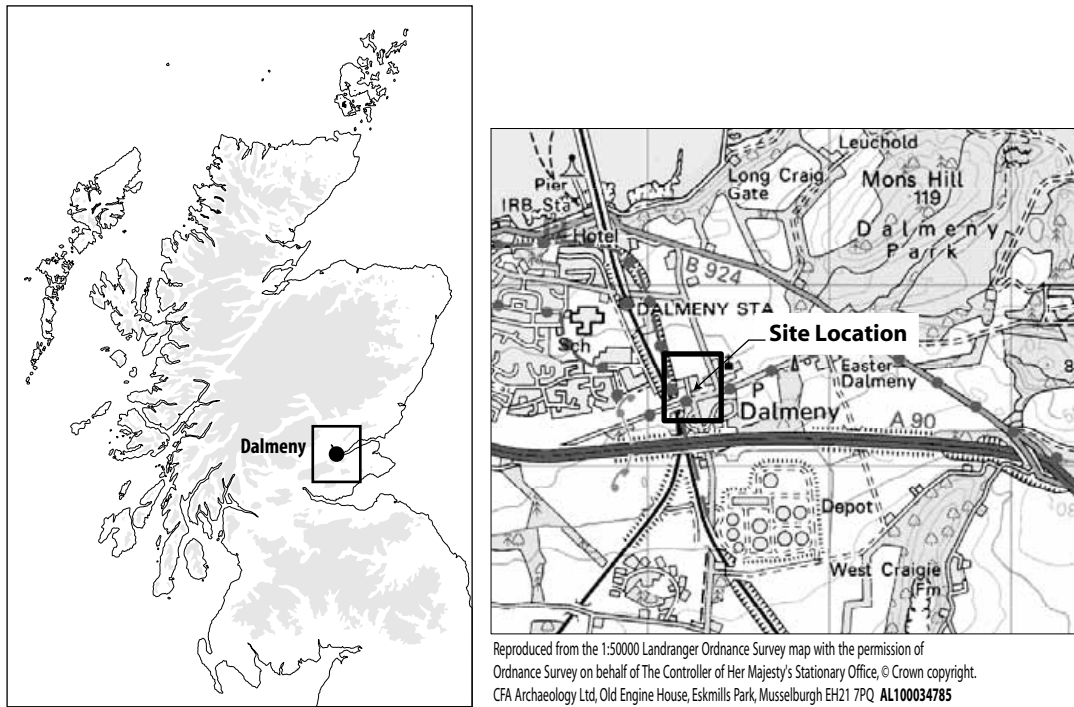 Dalmeny
Leuchold
Long Craig
Gate
Mons Hill
119
Dalmeny
Park
Pier
IRB Sta
Hotel
B 924
DALMENY STA
Site Location
Sch
P
Easter
Dalmeny
8
Dalmeny
A 90
Depot
West Craigie
Fm
Reproduced from the 1:50000 Landranger Ordnance Survey map with the permission of
Ordnance Survey on behalf of The Controller of Her Majesty's Stationary Office, © Crown copyright.
CFA Archaeology Ltd, Old Engine House, Eskmills Park, Musselburgh EH21 7PQ AL100034785